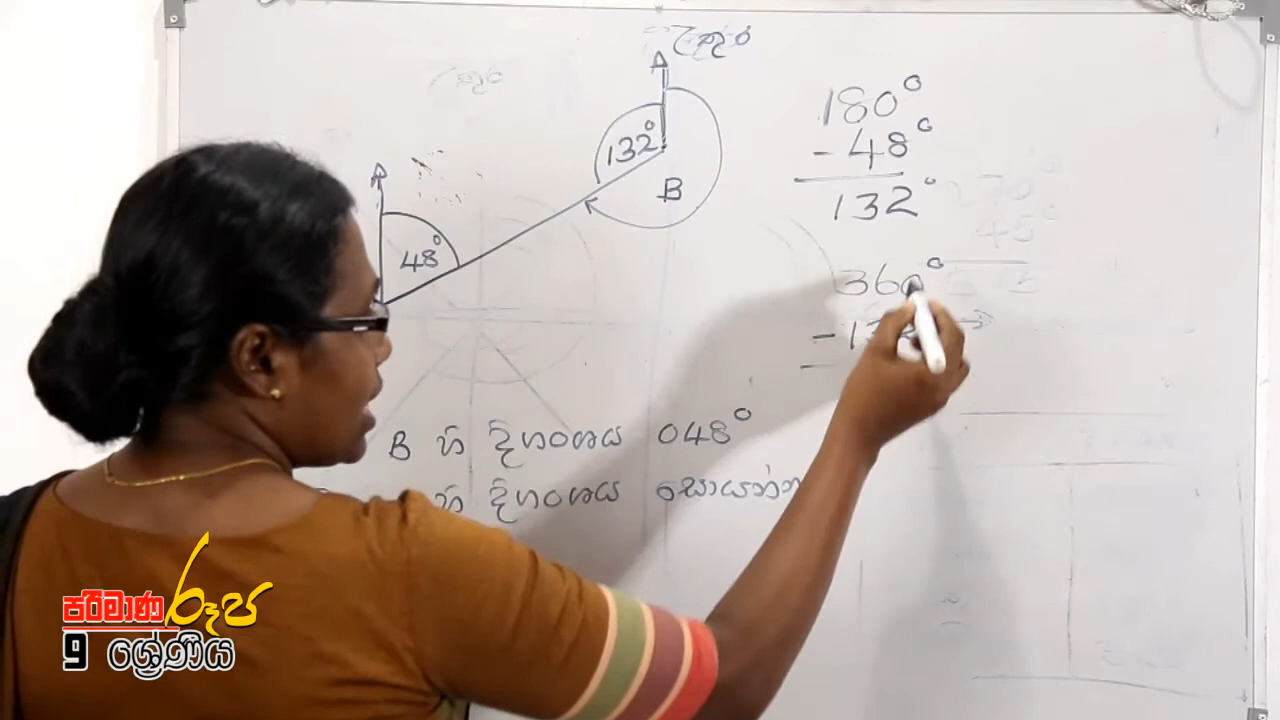 උතුර
132°
B
48°
180°
- 48°
132°
360°
B හි දිගංශය 048°
හි දිගංශය සොයන්න
පරිමාණ රූප
9 ශ්‍රේණිය